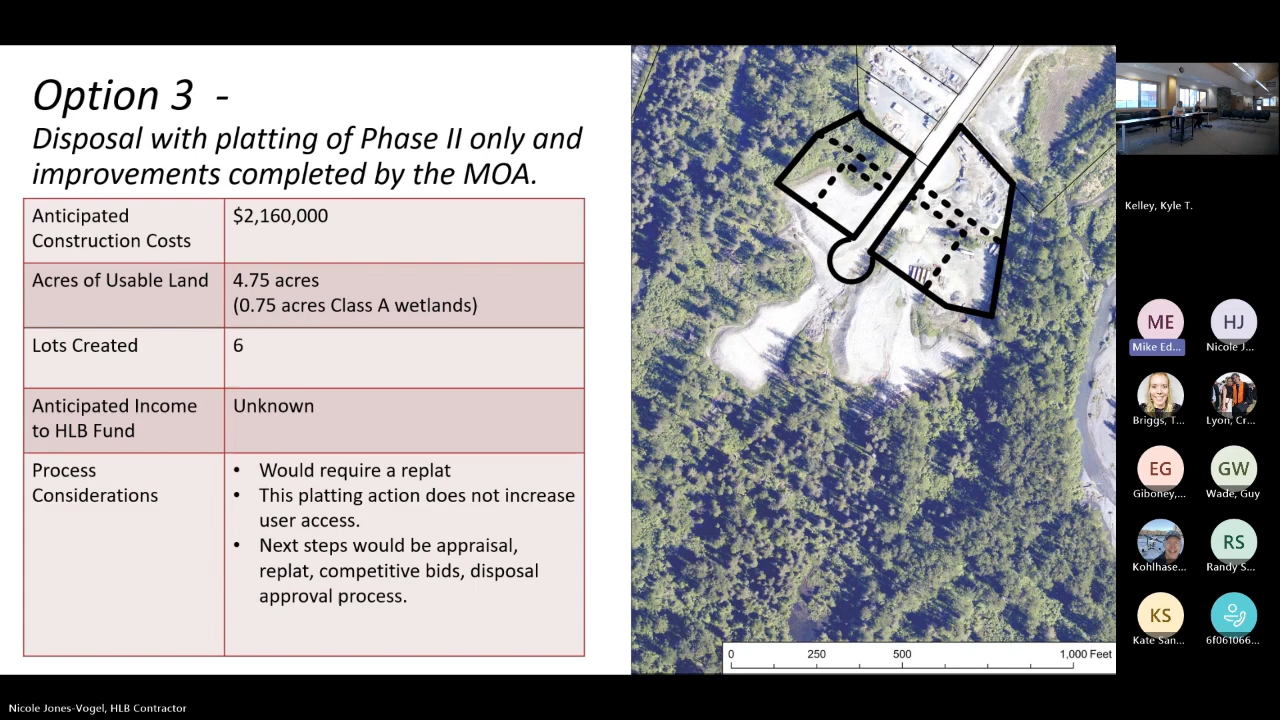 Option 3 -
Disposal with platting of Phase II only and
improvements completed by the MOA.
Anticipated
Construction Costs
$2,160,000
Acres of Usable Land
4.75 acres
(0.75 acres Class A wetlands)
Lots Created
6
Anticipated Income
to HLB Fund
Unknown
Process
Considerations
• Would require a replat
• This platting action does not increase
user access.
• Next steps would be appraisal,
replat, competitive bids, disposal
approval process.
0 250 500 1,000 Feet
Kelley, Kyle T.
ME
HJ
Mike Ed...
Nicole J...
Briggs, T...
Lyon, Cr...
EG
GW
Giboney,...
Wade, Guy
RS
Kohlhase...
Randy S...
KS
Kate San...
6f061066...
Nicole Jones-Vogel, HLB Contractor